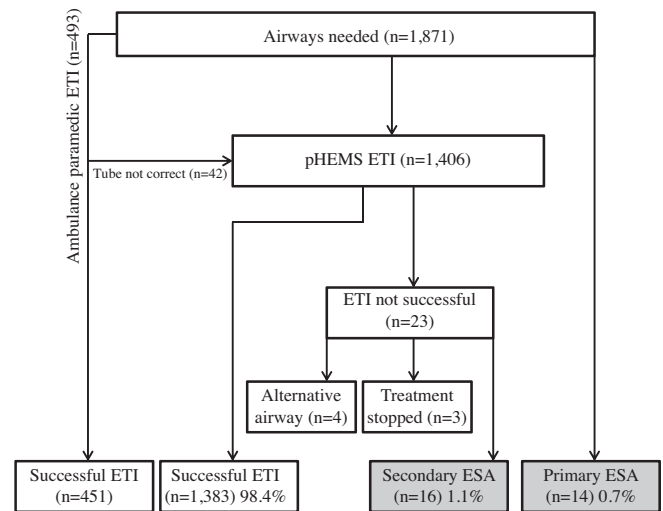 Airways needed (n=1,871)
Ambulance paramedic ETI (n=493)
pHEMS ETI (n=1,406)
Tube not correct (n=42)
ETI not successful
(n=23)
Alternative
airway (n=4)
Treatment
stopped (n=3)
Successful ETI
(n=451)
Successful ETI
(n=1,383) 98.4%
Secondary ESA
(n=16) 1.1%
Primary ESA
(n=14) 0.7%